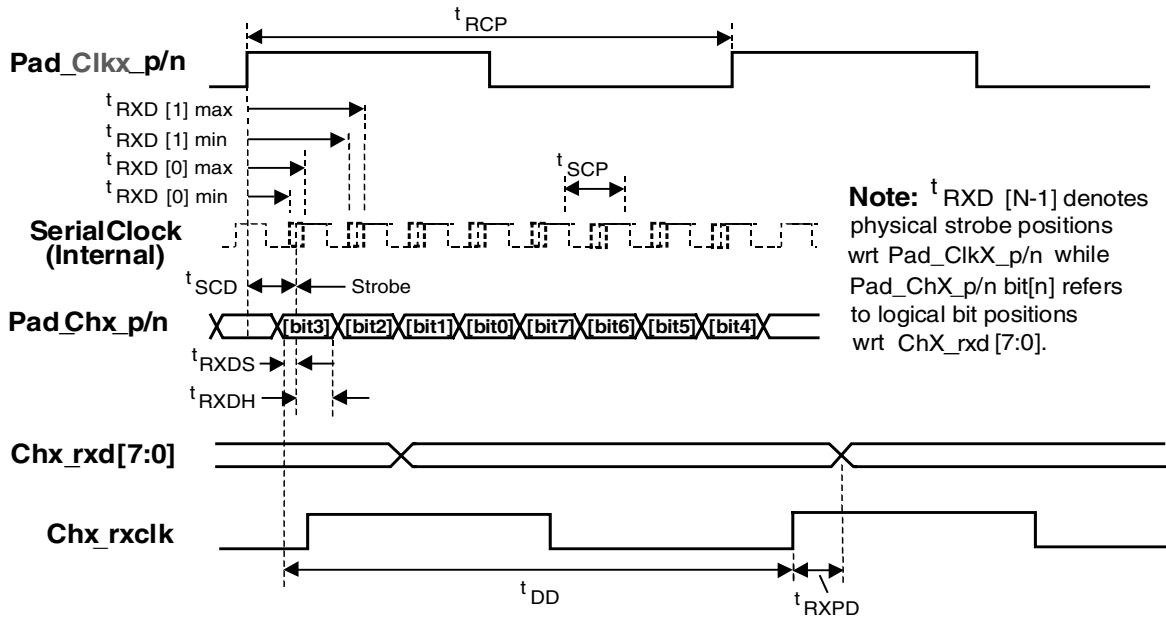 t RCP
Pad_Clkx_p/n
t RXD [1] max
t RXD [1] min
t RXD [0] max
t RXD [0] min
t SCP
SerialClock
(Internal)
Note: t RXD [N-1] denotes
physical strobe positions
wrt Pad_ClkX_p/n while
Pad_ChX_p/n bit[n] refers
to logical bit positions
wrt ChX_rxd [7:0].
t SCD
Strobe
Pad_Chx_p/n
[bit3] [bit2] [bit1] [bit0] [bit7] [bit6] [bit5] [bit4]
t RXDS
t RXDH
Chx_rxd[7:0]
Chx_rxclk
t DD
t RXPD